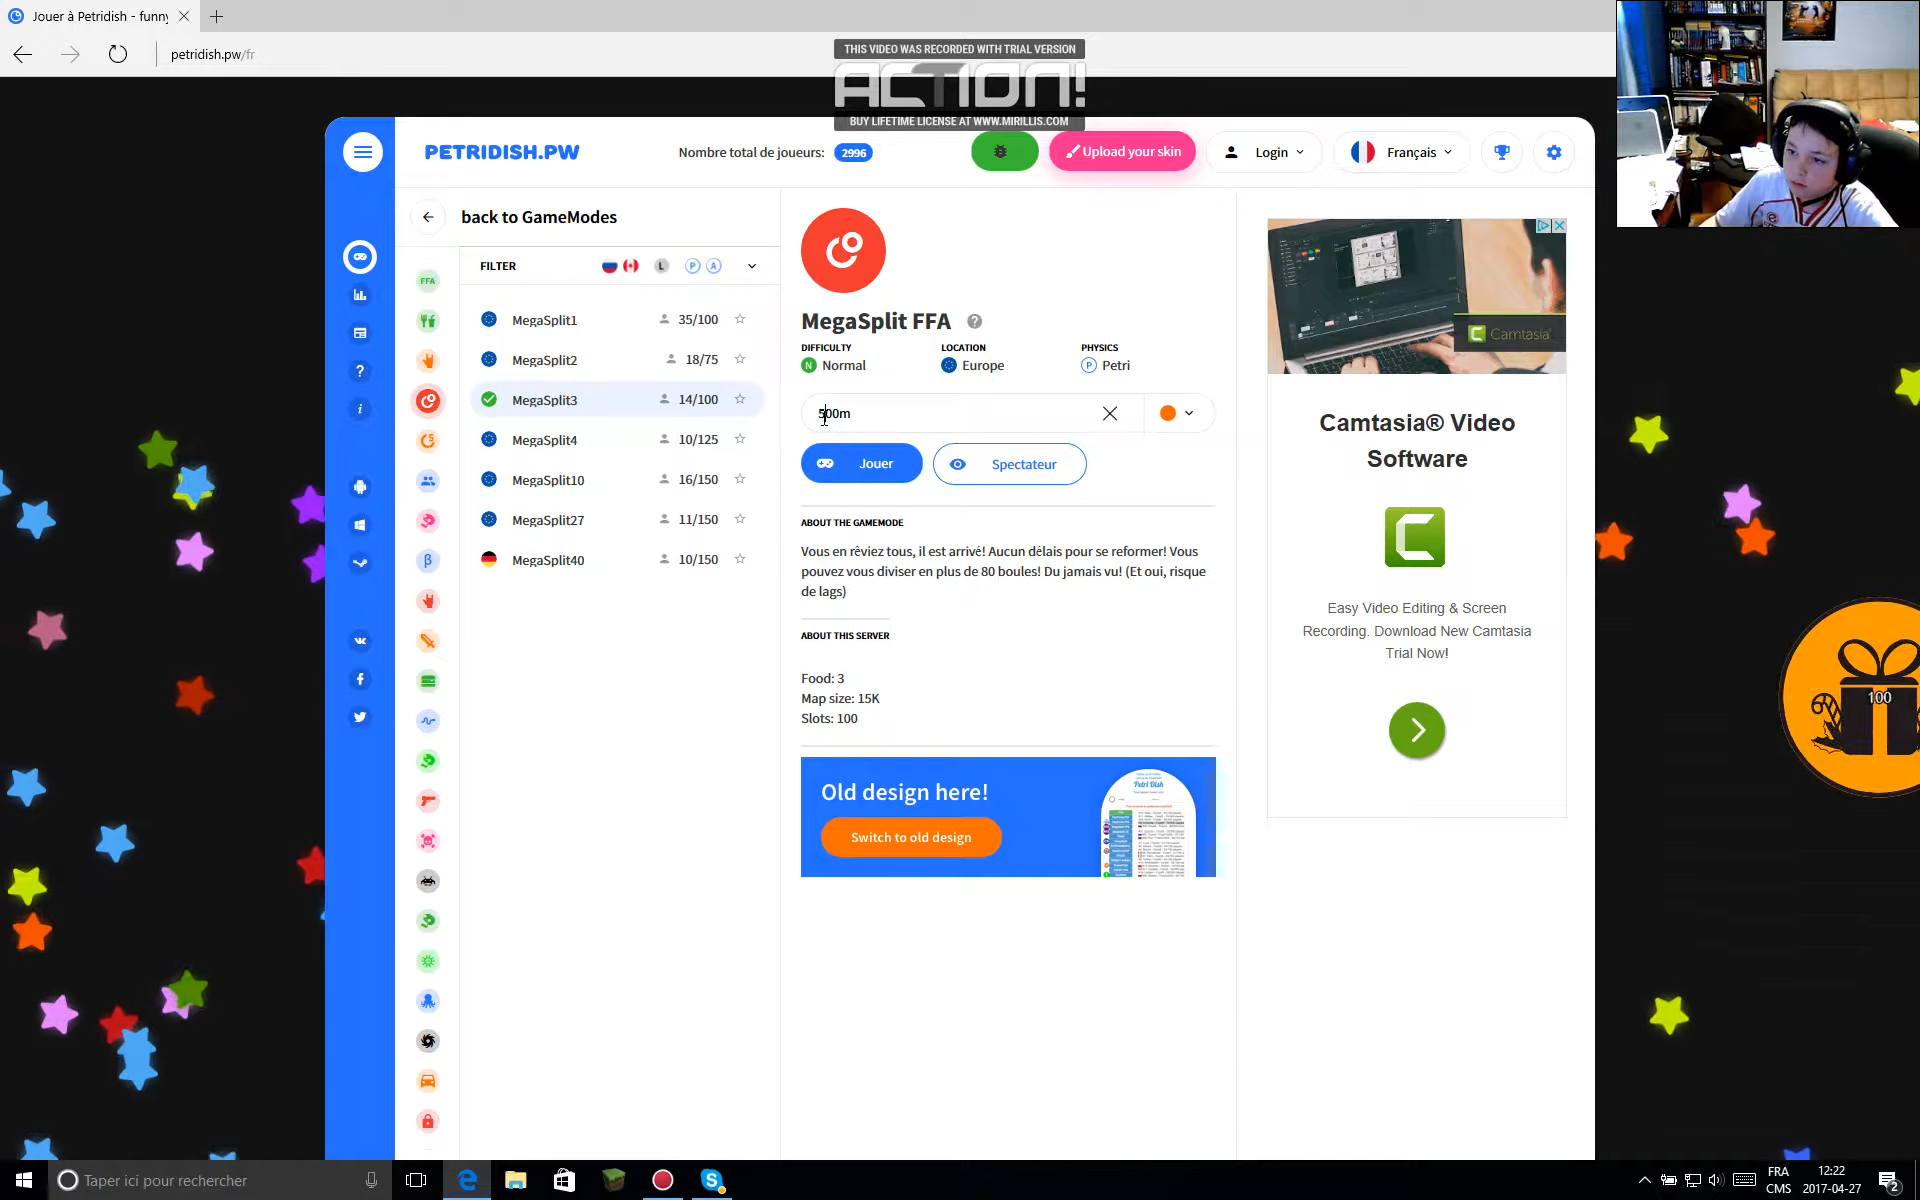 Jouer à Petridish - funny
petridish.pw/fr
THIS VIDEO WAS RECORDED WITH TRIAL VERSION
ACTION!
BUY LIFETIME LICENSE AT WWW.MIRILLIS.COM
PETRIDISH.PW
Nombre total de joueurs: 2996
Upload your skin
Login
Français
back to GameModes
FILTER
L
P
A
FFA
MegaSplit1 35/100
MegaSplit2 18/75
MegaSplit3 14/100
MegaSplit4 10/125
MegaSplit10 16/150
MegaSplit27 11/150
MegaSplit40 10/150
MegaSplit FFA ?
DIFFICULTY LOCATION PHYSICS
N Normal Europe P Petri
500m
Jouer
Spectateur
ABOUT THE GAMEMODE
Vous en rêviez tous, il est arrivé! Aucun délais pour se reformer! Vous
pouvez vous diviser en plus de 80 boules! Du jamais vu! (Et oui, risque
de lags)
ABOUT THIS SERVER
Food: 3
Map size: 15K
Slots: 100
Old design here!
Switch to old design
Petri Dish
Camtasia
Camtasia® Video
Software
Easy Video Editing & Screen
Recording. Download New Camtasia
Trial Now!
100
Taper ici pour rechercher
FRA
CMS
12:22
2017-04-27
2